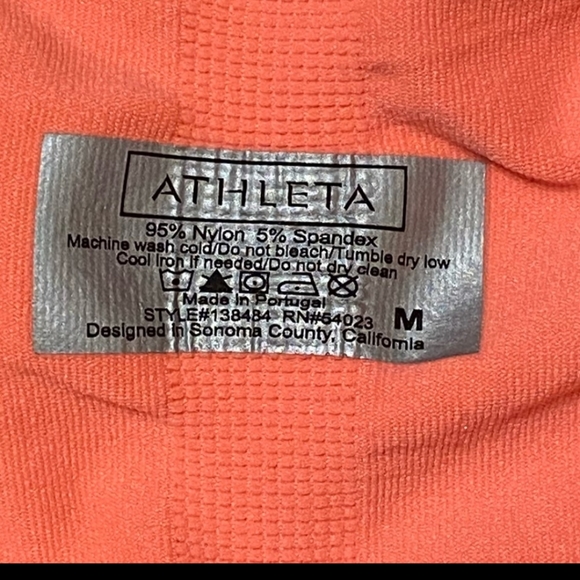 ATHLETA
95% Nylon 5% Spandex
Machine wash cold/Do not bleach/Tumble dry low
Cool Iron if needed/Do not dry clean
Made in Portugal
STYLE#138484 RN#54023 M
Designed in Sonoma County, California